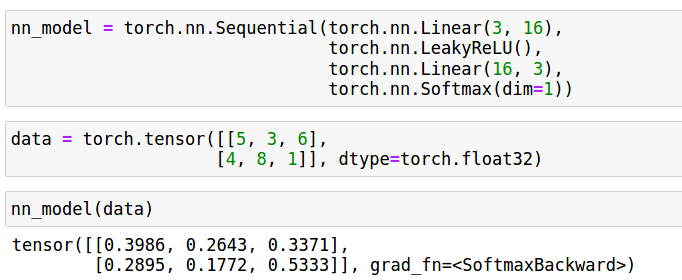 nn_model = torch.nn.Sequential(torch.nn.Linear(3, 16),
torch.nn.LeakyReLU(),
torch.nn.Linear(16, 3),
torch.nn.Softmax(dim=1))
data = torch.tensor([[5, 3, 6],
[4, 8, 1]], dtype=torch.float32)
nn_model(data)
tensor([[0.3986, 0.2643, 0.3371],
[0.2895, 0.1772, 0.5333]], grad_fn=<SoftmaxBackward>)